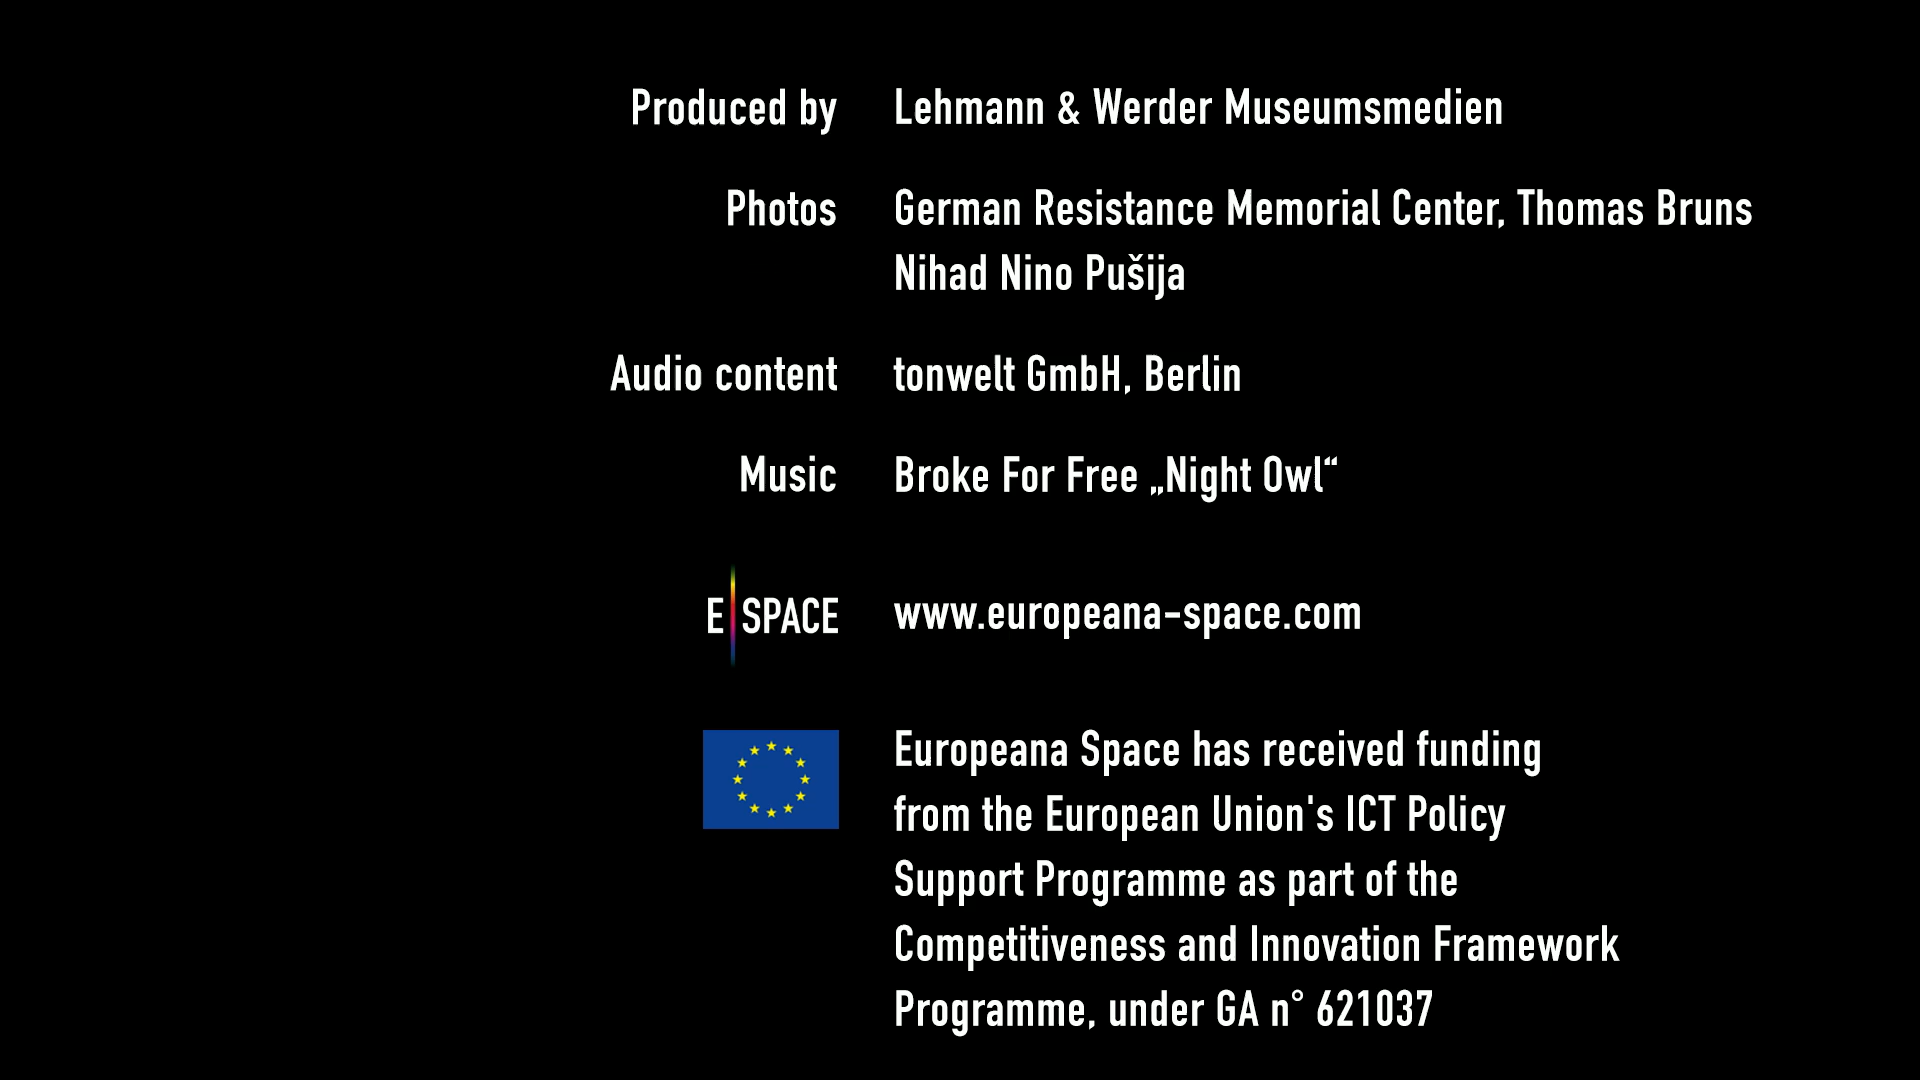 Produced by Lehmann & Werder Museumsmedien
Photos German Resistance Memorial Center, Thomas Bruns
Nihad Nino Pušija
Audio content tonwelt GmbH, Berlin
Music Broke For Free „Night Owl“
E SPACE www.europeana-space.com
Europeana Space has received funding
from the European Union's ICT Policy
Support Programme as part of the
Competitiveness and Innovation Framework
Programme, under GA n° 621037